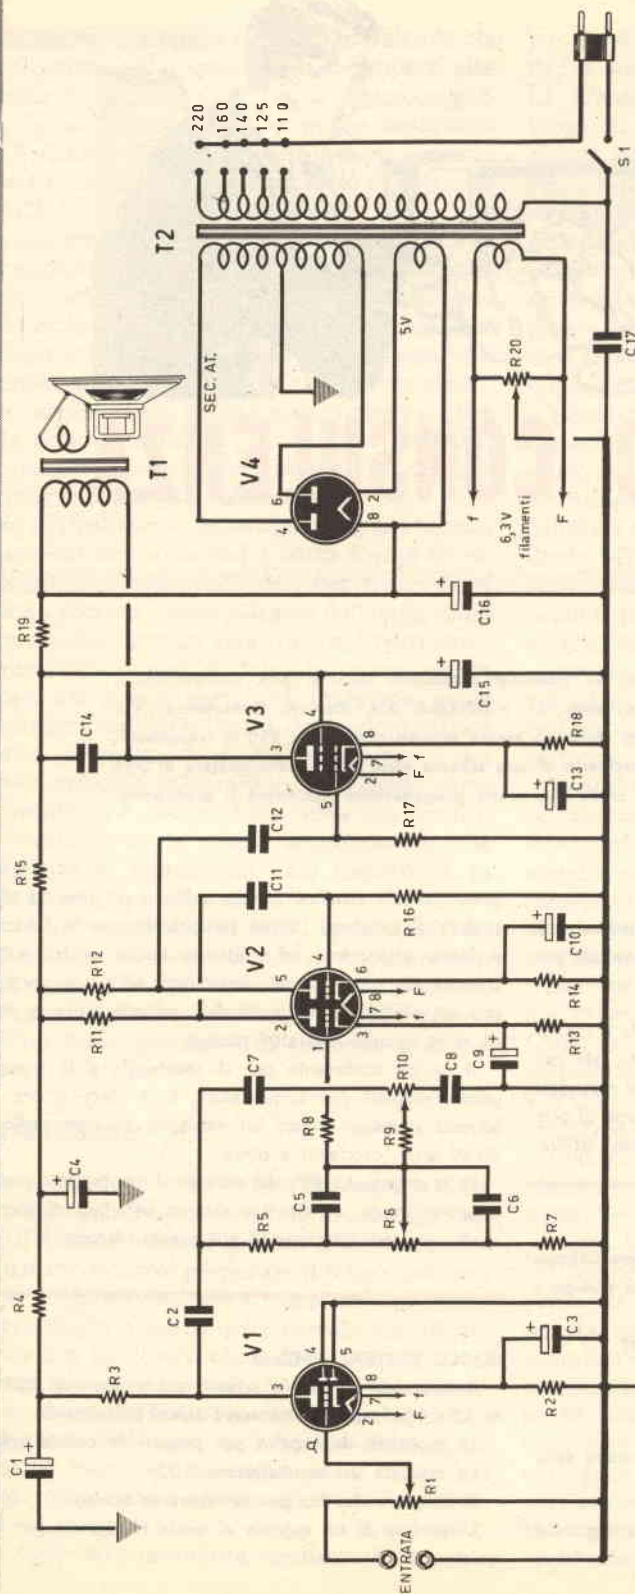 220
160
140
125
110
S 1
T2
SEC. AT.
5V
R20
C17
6,3 V
filamenti
f
F
V4
6
4
2
8
T1
R19
C16
C15
C14
V3
3
4
5
2
7
8
F f
R18
C13
R17
C12
C11
R15
R12
R11
V2
2
5
1
4
3
7
8
6
f
F
R16
C10
R14
R13
C9
C7
R10
C8
R8
R9
C5
R6
C6
R5
R7
C4
R4
C2
R3
V1
3
4
5
2
7
8
F f
C3
R2
C1
R1
ENTRATA